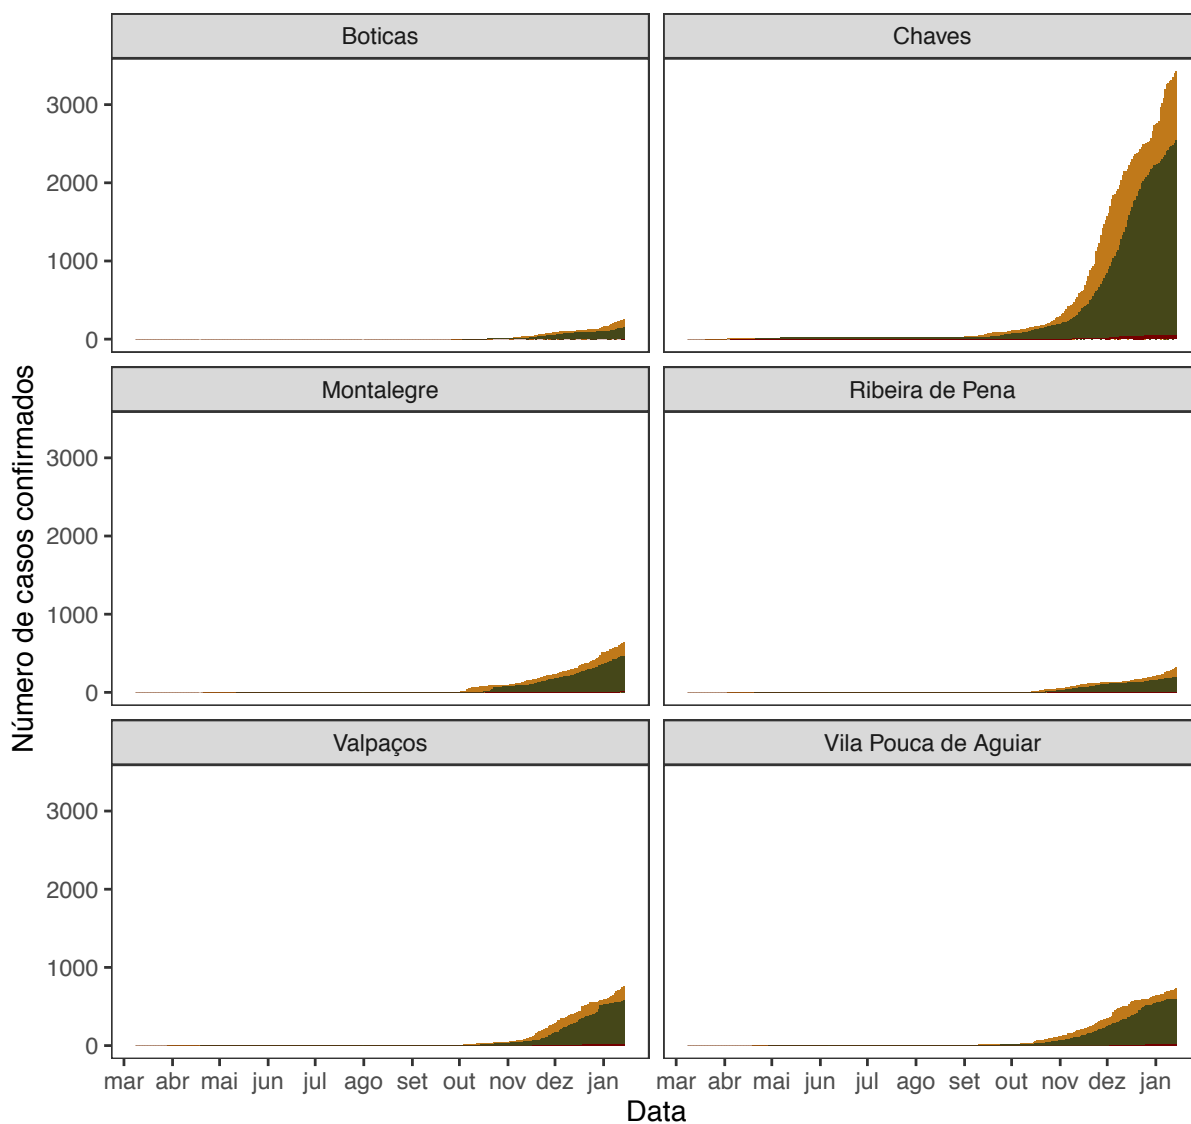 Boticas
Chaves
3000
2000
1000
0
Montalegre
Ribeira de Pena
3000
2000
1000
0
Valpaços
Vila Pouca de Aguiar
3000
2000
1000
0
mar abr mai jun jul ago set out nov dez jan
mar abr mai jun jul ago set out nov dez jan
Data
Número de casos confirmados